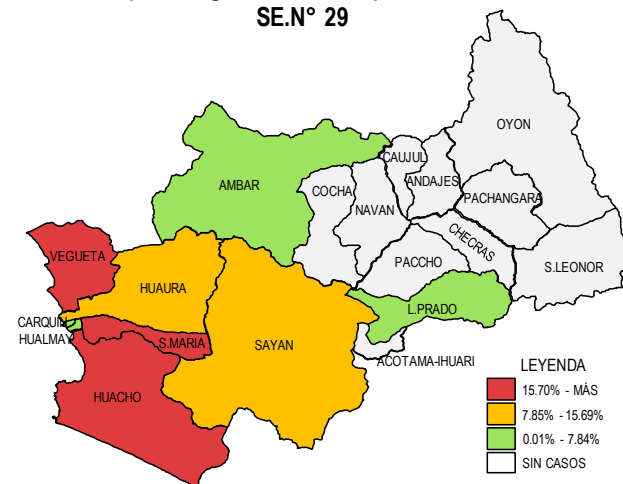 SE.N° 29
OYON
CAUJUL
AMBAR
COCHA
ANDAJES
PACHANGARA
NAVAN
CHECRAS
VEGUETA
PACCHO
S.LEONOR
HUAURA
L.PRADO
CARQUIN
HUALMAY
S.MARIA
SAYAN
ACOTAMA-IHUARI
HUACHO
LEYENDA
15.70% - MÁS
7.85% - 15.69%
0.01% - 7.84%
SIN CASOS